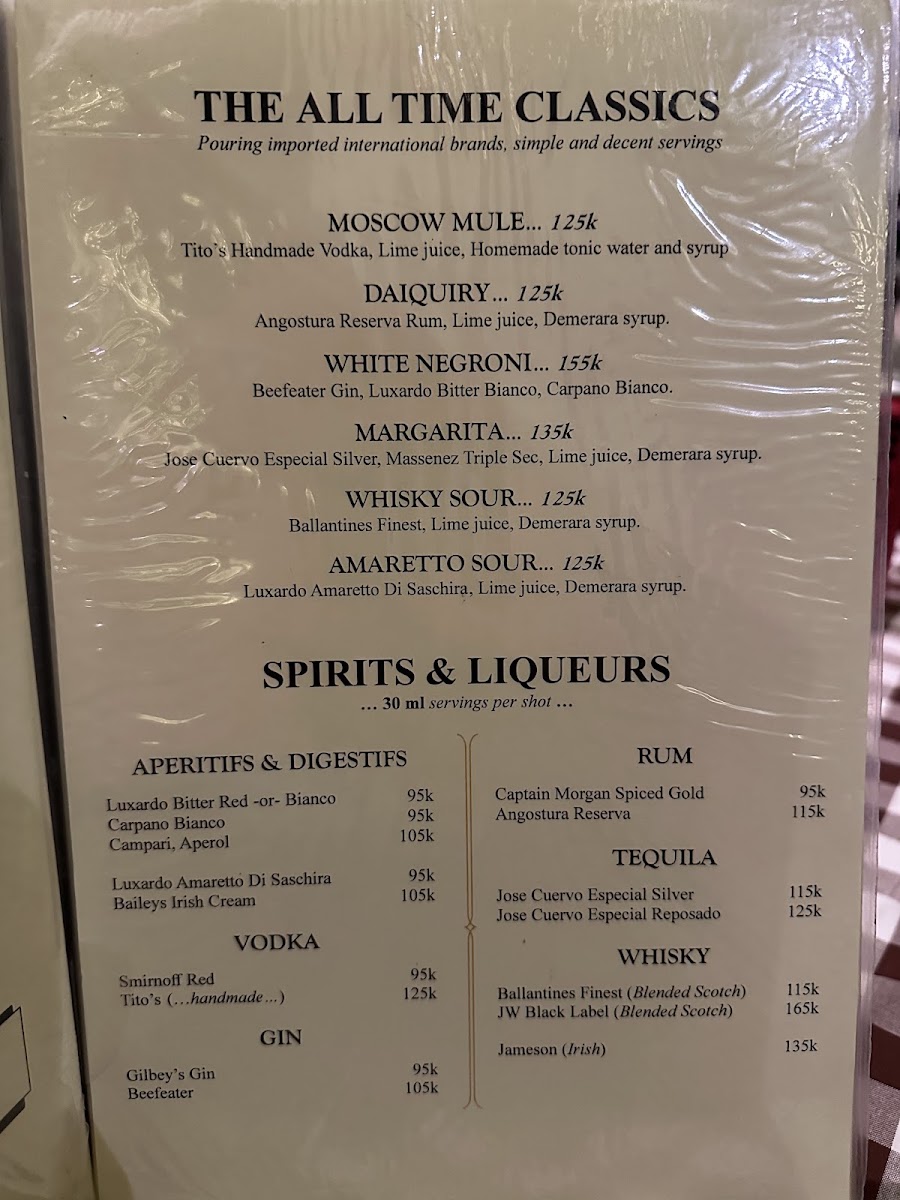 THE ALL TIME CLASSICS
Pouring imported international brands, simple and decent servings
MOSCOW MULE... 125k
Tito's Handmade Vodka, Lime juice, Homemade tonic water and syrup
DAIQUIRY... 125k
Angostura Reserva Rum, Lime juice, Demerara syrup.
WHITE NEGRONI... 155k
Beefeater Gin, Luxardo Bitter Bianco, Carpano Bianco.
MARGARITA... 135k
Jose Cuervo Especial Silver, Massenez Triple Sec, Lime juice, Demerara syrup.
WHISKY SOUR... 125k
Ballantines Finest, Lime juice, Demerara syrup.
AMARETTO SOUR... 125k
Luxardo Amaretto Di Saschira, Lime juice, Demerara syrup.
SPIRITS & LIQUEURS
... 30 ml servings per shot ...
APERITIFS & DIGESTIFS
Luxardo Bitter Red -or- Bianco 95k
Carpano Bianco 95k
Campari, Aperol 105k
Luxardo Amaretto Di Saschira 95k
Baileys Irish Cream 105k
VODKA
Smirnoff Red 95k
Tito's (...handmade...) 125k
GIN
Gilbey's Gin 95k
Beefeater 105k
RUM
Captain Morgan Spiced Gold 95k
Angostura Reserva 115k
TEQUILA
Jose Cuervo Especial Silver 115k
Jose Cuervo Especial Reposado 125k
WHISKY
Ballantines Finest (Blended Scotch) 115k
JW Black Label (Blended Scotch) 165k
Jameson (Irish) 135k